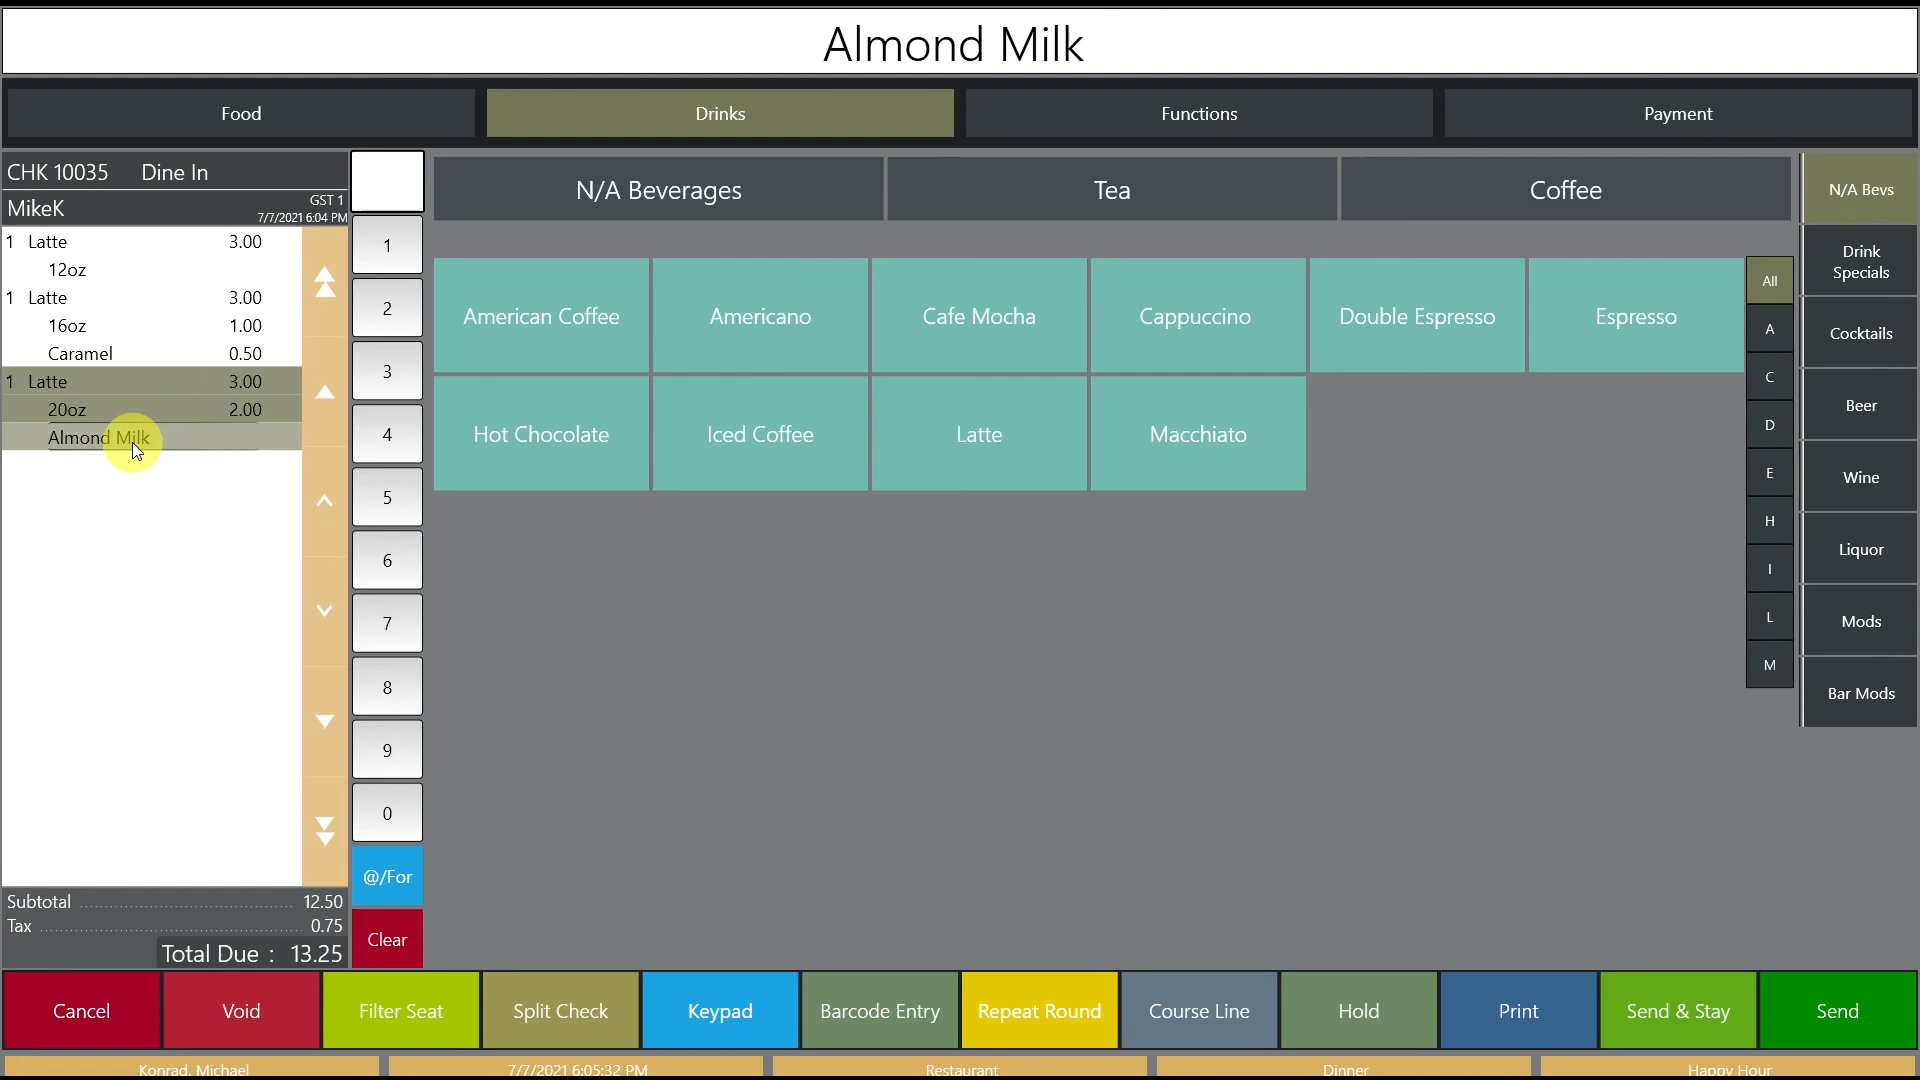 Almond Milk
Food Drinks Functions Payment
CHK 10035 Dine In
MikeK GST 1
7/7/2021 6:04 PM
1 Latte 3.00
12oz
1 Latte 3.00
16oz 1.00
Caramel 0.50
1 Latte 3.00
20oz 2.00
Almond Milk
Subtotal 12.50
Tax 0.75
Total Due : 13.25
1
2
3
4
5
6
7
8
9
0
@/For
Clear
N/A Beverages Tea Coffee
American Coffee Americano Cafe Mocha Cappuccino Double Espresso Espresso
Hot Chocolate Iced Coffee Latte Macchiato
All
A
C
D
E
H
I
L
M
N/A Bevs
Drink
Specials
Cocktails
Beer
Wine
Liquor
Mods
Bar Mods
Cancel Void Filter Seat Split Check Keypad Barcode Entry Repeat Round Course Line Hold Print Send & Stay Send
Konrad, Michael 7/7/2021 6:05:32 PM Restaurant Dinner Happy Hour